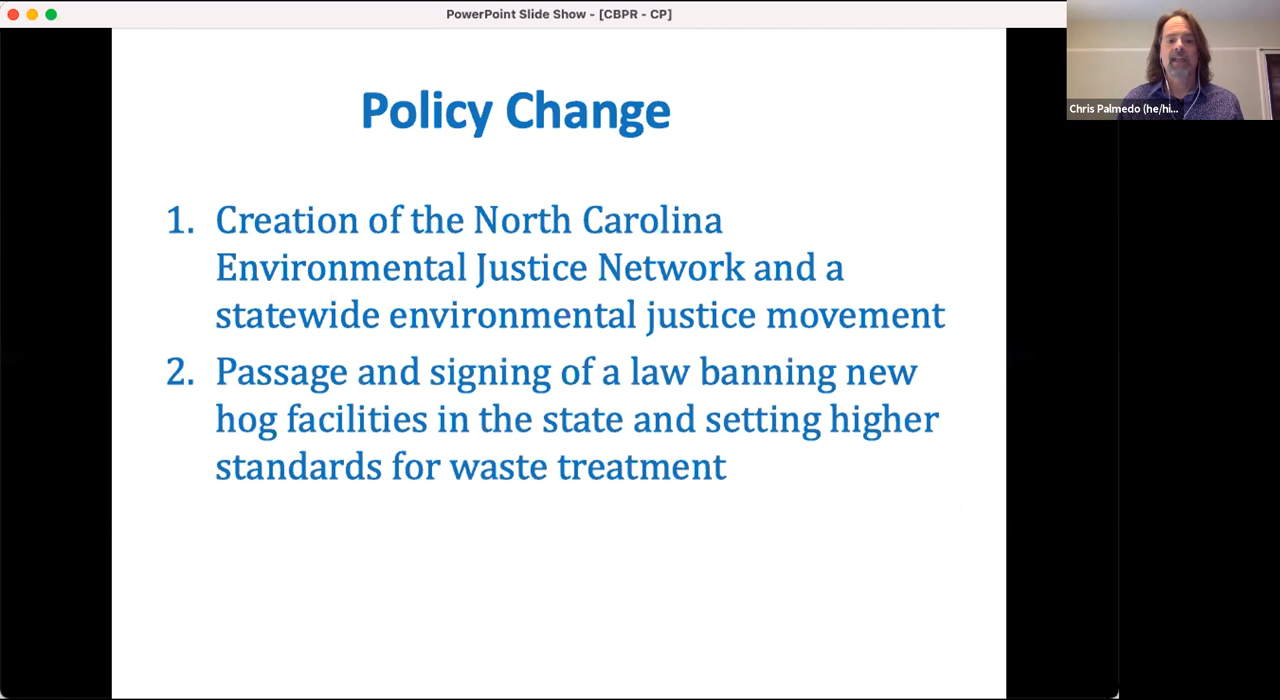 PowerPoint Slide Show - [CBPR - CP]
Chris Palmedo (he/hi...
Policy Change
1. Creation of the North Carolina
Environmental Justice Network and a
statewide environmental justice movement
2. Passage and signing of a law banning new
hog facilities in the state and setting higher
standards for waste treatment